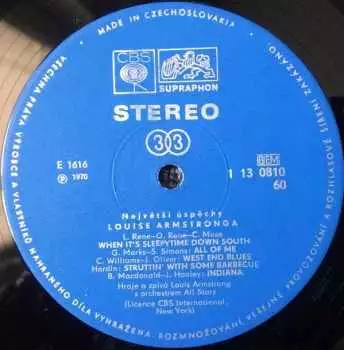 • MADE IN CZECHOSLOVAKIA •
VŠECHNA PRÁVA VÝROBCE A VLASTNÍKŮ NAHRANÉHO DÍLA VYHRAŽENA. ROZMNOŽOVÁNÍ, VEŘEJNÉ PROVOZOVÁNÍ A ROZHLASOVÉ ŠÍŘENÍ ZAKÁZÁNO
CBS
SUPRAPHON
STEREO
33
E 1616
℗ 1970
1 13 0810
60
Největší úspěchy
LOUISE ARMSTRONGA
L. Rene–O. Rene–C. Muse
WHEN IT'S SLEEPYTIME DOWN SOUTH
G. Marks–S. Simons: ALL OF ME
C. Williams–J. Oliver: WEST END BLUES
Hardin: STRUTTIN' WITH SOME BARBECUE
B. Macdonald–J. Hanley: INDIANA
Hraje a zpívá Louis Armstrong
s orchestrem All Stars
(Licence CBS International,
New York)